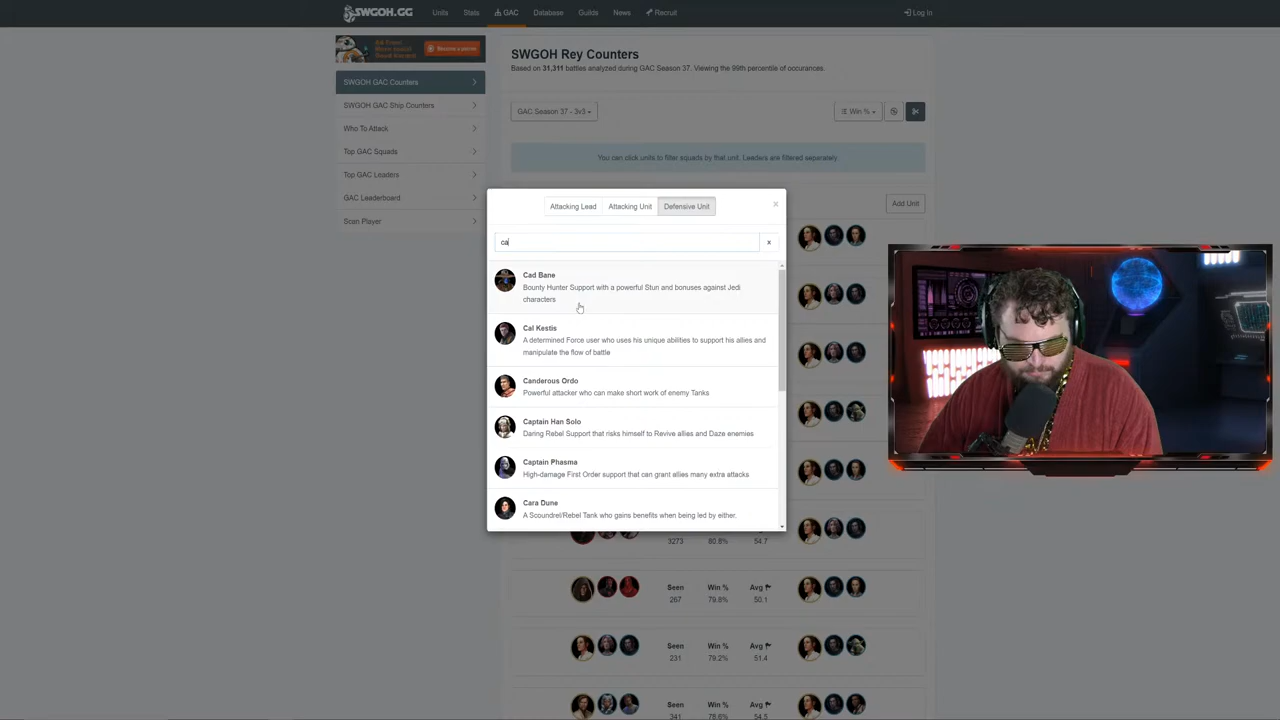 SWGOH.GG
Units
Stats
GAC
Database
Guilds
News
Recruit
Log In
SWGOH GAC Counters
SWGOH GAC Ship Counters
Who To Attack
Top GAC Squads
Top GAC Leaders
GAC Leaderboard
Scan Player
SWGOH Rey Counters
Based on 31,311 battles analyzed during GAC Season 37. Viewing the 99th percentile of occurances.
GAC Season 37 - 3v3
Win %
You can click units to filter squads by that unit. Leaders are filtered separately.
Add Unit
Attacking Lead
Attacking Unit
Defensive Unit
×
ca
x
Cad Bane
Bounty Hunter Support with a powerful Stun and bonuses against Jedi
characters
Cal Kestis
A determined Force user who uses his unique abilities to support his allies and
manipulate the flow of battle
Canderous Ordo
Powerful attacker who can make short work of enemy Tanks
Captain Han Solo
Daring Rebel Support that risks himself to Revive allies and Daze enemies
Captain Phasma
High-damage First Order support that can grant allies many extra attacks
Cara Dune
A Scoundrel/Rebel Tank who gains benefits when being led by either.
3273
80.8%
54.7
Seen
Win %
Avg
267
79.8%
50.1
Seen
Win %
Avg
231
79.2%
51.4
Seen
Win %
Avg
341
78.6%
54.5